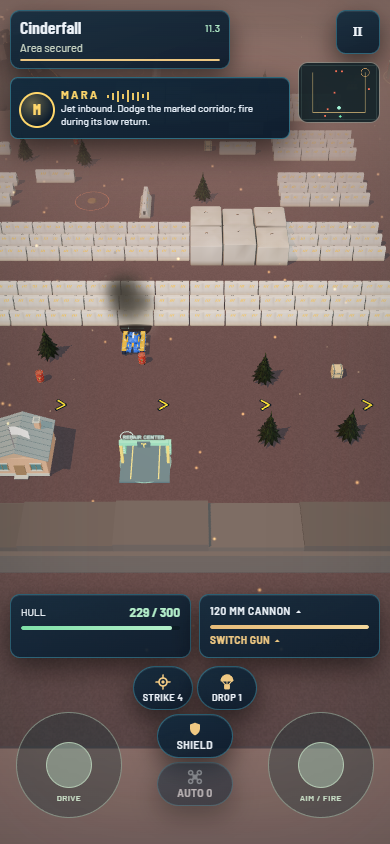 Cinderfall
11.3
Area secured
MARA
M
Jet inbound. Dodge the marked corridor; fire
during its low return.
REPAIR CENTER
HULL
229 / 300
120 MM CANNON
SWITCH GUN
STRIKE 4
DROP 1
SHIELD
AUTO 0
DRIVE
AIM / FIRE